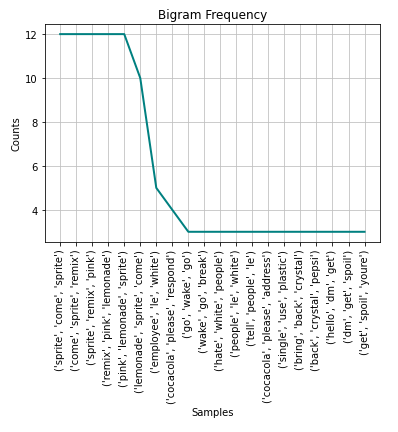 Bigram Frequency
12
10
8
6
4
Counts
('sprite', 'come', 'sprite')
('come', 'sprite', 'remix')
('sprite', 'remix', 'pink')
('remix', 'pink', 'lemonade')
('pink', 'lemonade', 'sprite')
('lemonade', 'sprite', 'come')
('employee', 'le', 'white')
('cocacola', 'please', 'respond')
('go', 'wake', 'go')
('wake', 'go', 'break')
('hate', 'white', 'people')
('people', 'le', 'white')
('tell', 'people', 'le')
('cocacola', 'please', 'address')
('single', 'use', 'plastic')
('bring', 'back', 'crystal')
('back', 'crystal', 'pepsi')
('hello', 'dm', 'get')
('dm', 'get', 'spoil')
('get', 'spoil', 'youre')
Samples